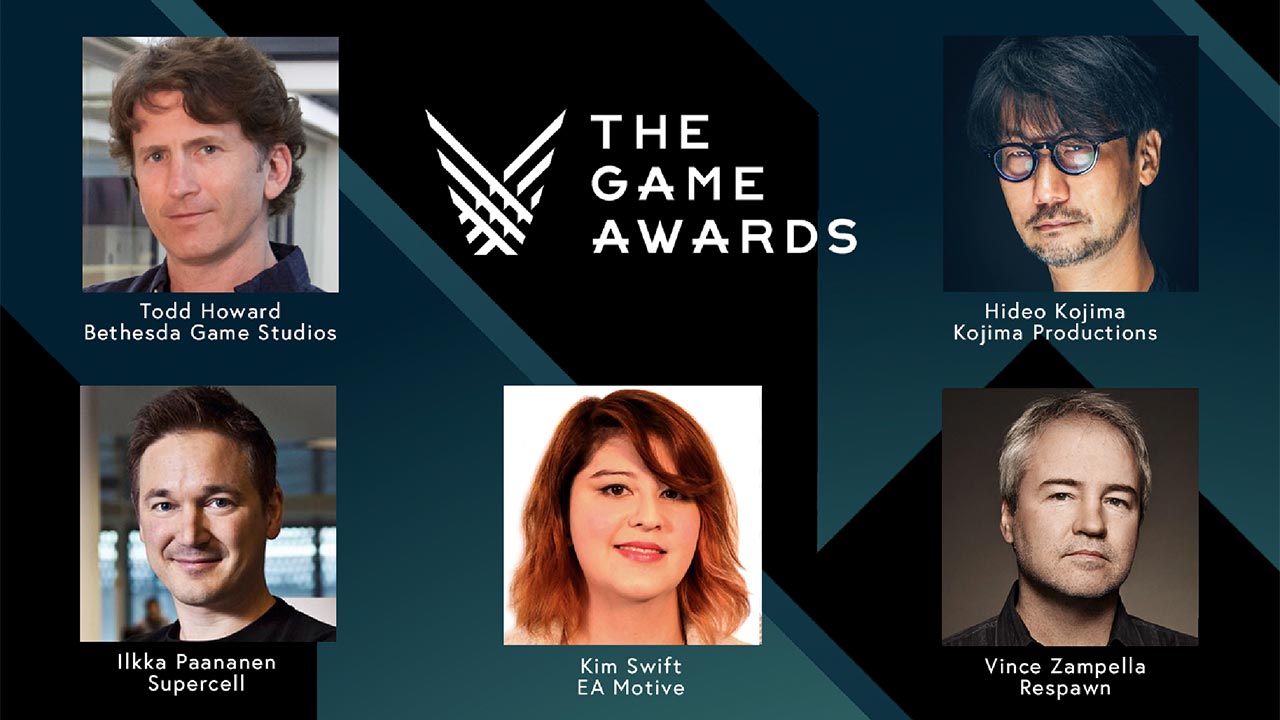 THE
GAME
AWARDS
Todd Howard
Bethesda Game Studios
Hideo Kojima
Kojima Productions
Ilkka Paananen
Supercell
Kim Swift
EA Motive
Vince Zampella
Respawn